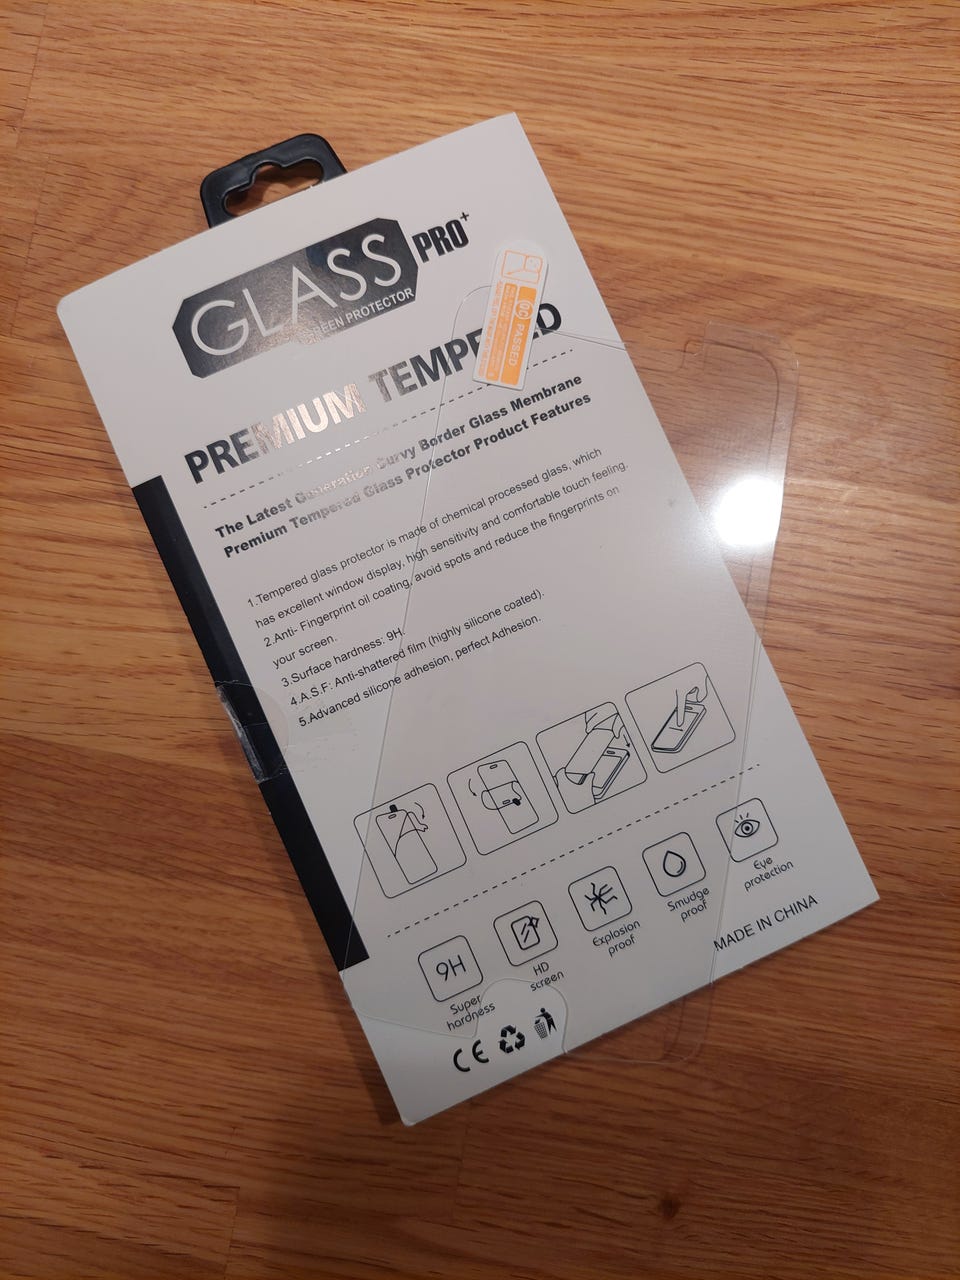 GLASS PRO+
SCREEN PROTECTOR
PREMIUM TEMPERED
The Latest Generation Curvy Border Glass Membrane
Premium Tempered Glass Protector Product Features
1.Tempered glass protector is made of chemical processed glass, which
has excellent window display, high sensitivity and comfortable touch feeling.
2.Anti- Fingerprint oil coating, avoid spots and reduce the fingerprints on
your screen.
3.Surface hardness: 9H.
4.A.S.F: Anti-shattered film (highly silicone coated).
5.Advanced silicone adhesion, perfect Adhesion.
QC PASSED
9H
Super
hardness
HD
screen
Explosion
proof
Smudge
proof
Eye
protection
MADE IN CHINA
CE